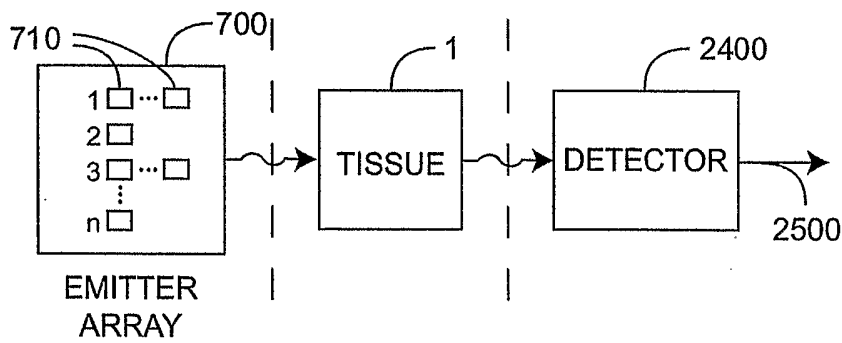 710 700 1 2400
1 ...
2
3 ...
n
TISSUE
DETECTOR
2500
EMITTER
ARRAY